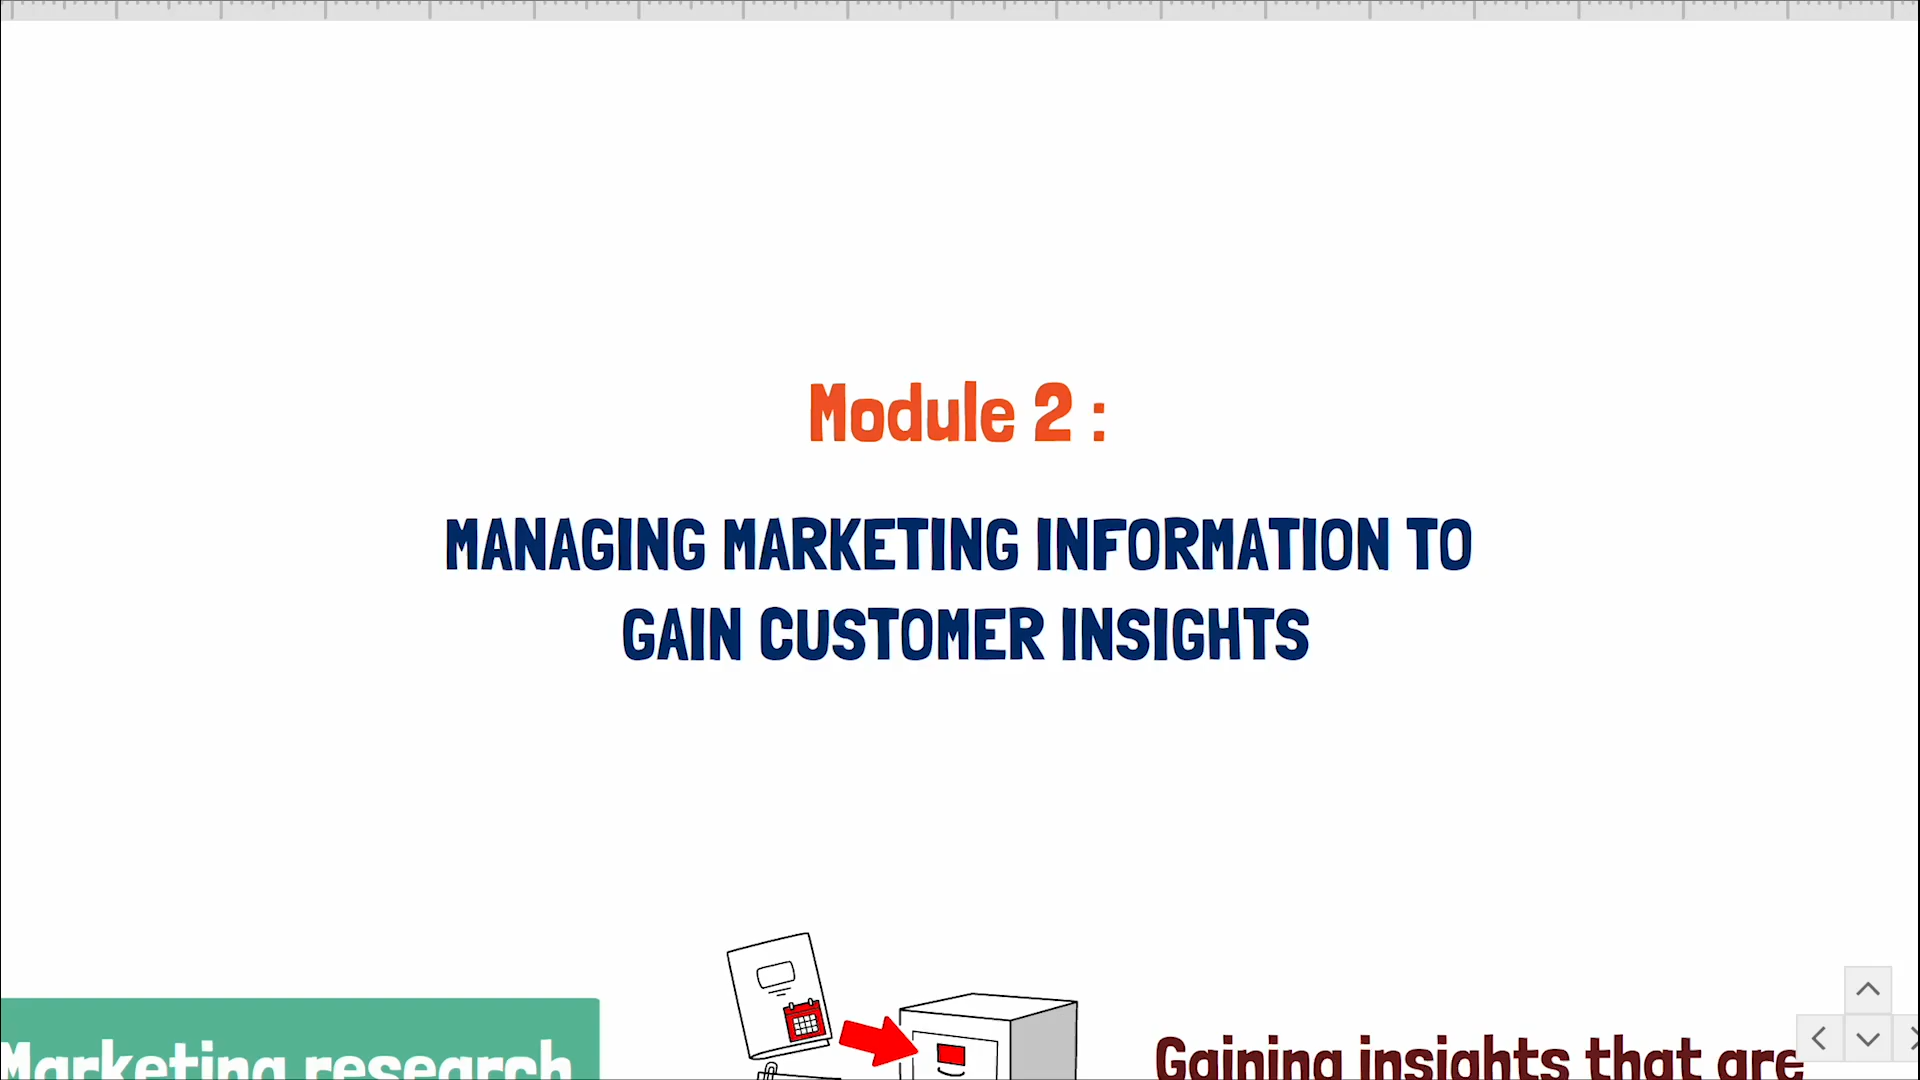 Module 2 :
MANAGING MARKETING INFORMATION TO
GAIN CUSTOMER INSIGHTS
Marketing research
Gaining insights that are